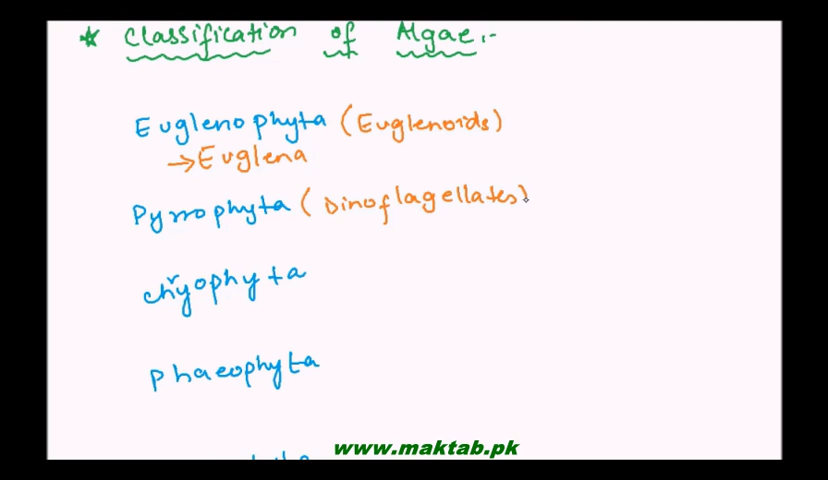 * Classification of Algae:-
Euglenophyta (Euglenoids)
→ Euglena
Pyrrophyta (Dinoflagellates)
chryophyta
Phaeophyta
www.maktab.pk